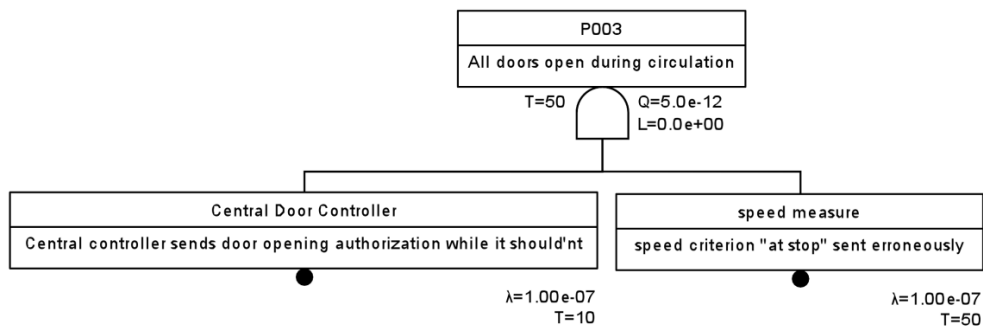 P003
All doors open during circulation
T=50
Q=5.0e-12
L=0.0e+00
Central Door Controller
Central controller sends door opening authorization while it should'nt
λ=1.00e-07
T=10
speed measure
speed criterion "at stop" sent erroneously
λ=1.00e-07
T=50